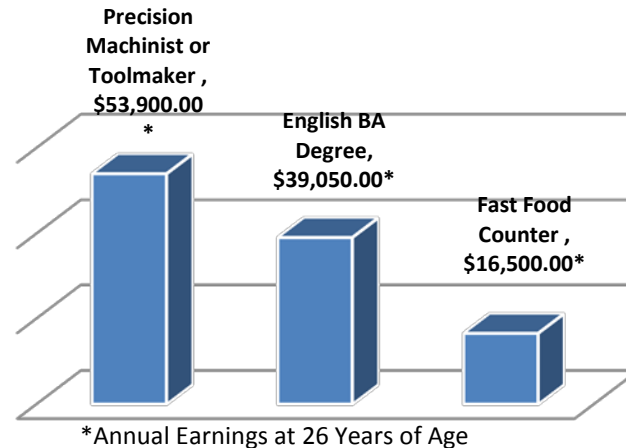 Precision
Machinist or
Toolmaker ,
$53,900.00
*
English BA
Degree,
$39,050.00*
Fast Food
Counter ,
$16,500.00*
*Annual Earnings at 26 Years of Age